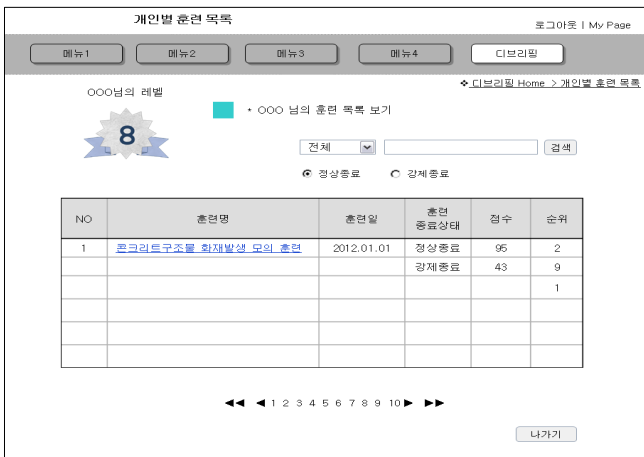 개인별 훈련 목록
로그아웃 | My Page
메뉴1 메뉴2 메뉴3 메뉴4 디브리핑
❖ 디브리핑 Home > 개인별 훈련 목록
OOO님의 레벨
8
* OOO 님의 훈련 목록 보기
전체 검색
정상종료 강제종료
NO 훈련명 훈련일 훈련 종료상태 점수 순위
1 콘크리트구조물 화재발생 모의 훈련 2012.01.01 정상종료 95 2
강제종료 43 9
1
◀◀ ◀ 1 2 3 4 5 6 7 8 9 10 ▶ ▶▶
나가기